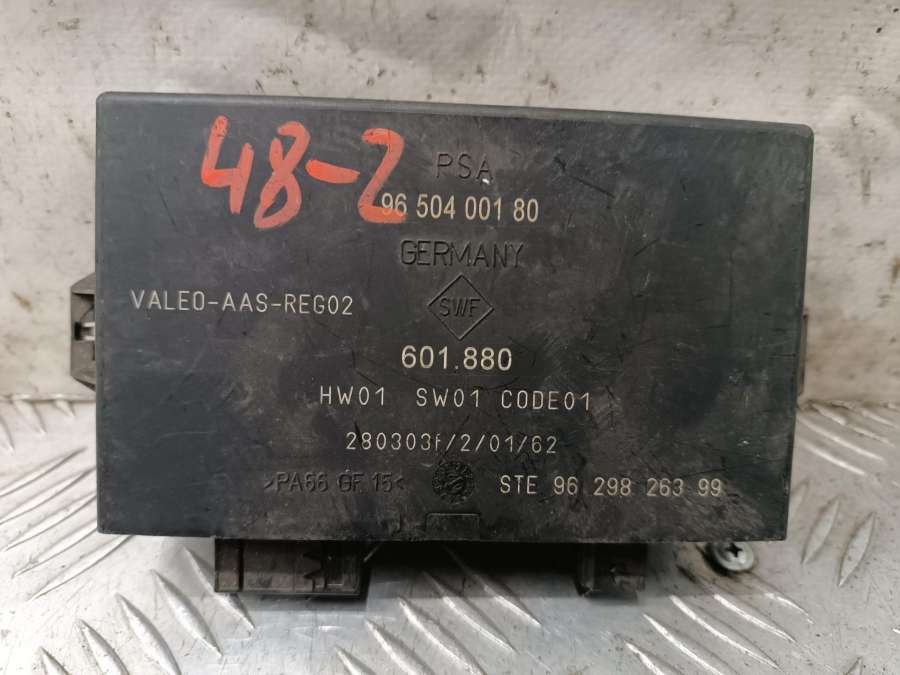 48-2
PSA
96 504 001 80
GERMANY
VALEO-AAS-REG02
SWF
601.880
HW01 SW01 CODE01
280303f/2/01/62
>PA66 GF 15<
STE 96 298 263 99